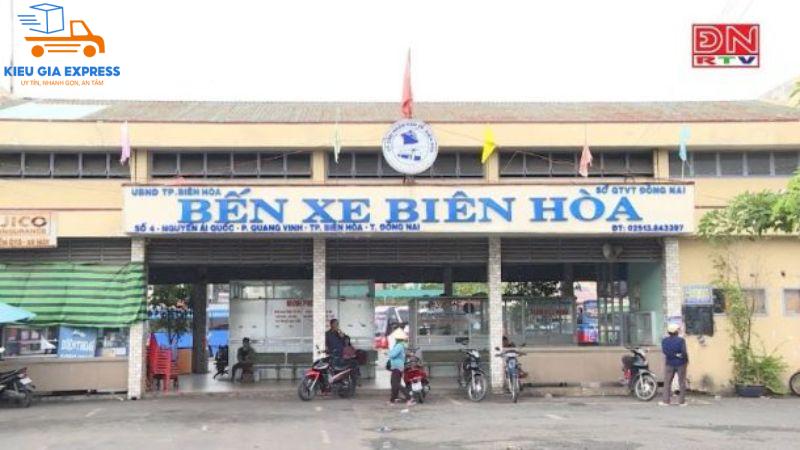 KIEU GIA EXPRESS
UY TÍN, NHANH GỌN, AN TÂM
ĐN
RTV
UBND TP.BIÊN HÒA
SỞ GTVT ĐỒNG NAI
BẾN XE BIÊN HÒA
SỐ 4 - NGUYỄN ÁI QUỐC - P. QUANG VINH - TP. BIÊN HÒA - T. ĐỒNG NAI
ĐT: 02513.843397
JICO
INSURANCE